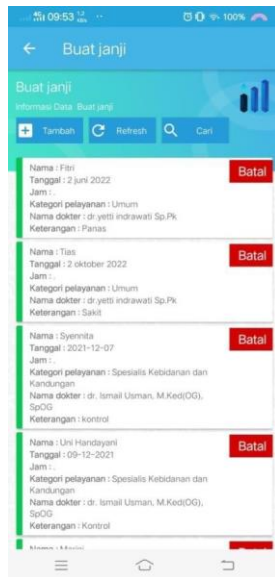 09:53
100%
Buat janji
Buat janji
Informasi Data Buat janji
Tambah
Refresh
Cari
Nama : Fitri
Batal
Tanggal : 2 juni 2022
Jam : .
Kategori pelayanan : Umum
Nama dokter : dr.yetti indrawati Sp.Pk
Keterangan : Panas
Nama : Tias
Batal
Tanggal : 2 oktober 2022
Jam : .
Kategori pelayanan : Umum
Nama dokter : dr.yetti indrawati Sp.Pk
Keterangan : Sakit
Nama : Syennita
Batal
Tanggal : 2021-12-07
Jam : .
Kategori pelayanan : Spesialis Kebidanan dan
Kandungan
Nama dokter : dr. Ismail Usman, M.Ked(OG),
SpOG
Keterangan : kontrol
Nama : Uni Handayani
Batal
Tanggal : 09-12-2021
Jam : .
Kategori pelayanan : Spesialis Kebidanan dan
Kandungan
Nama dokter : dr. Ismail Usman, M.Ked(OG),
SpOG
Keterangan : Kontrol